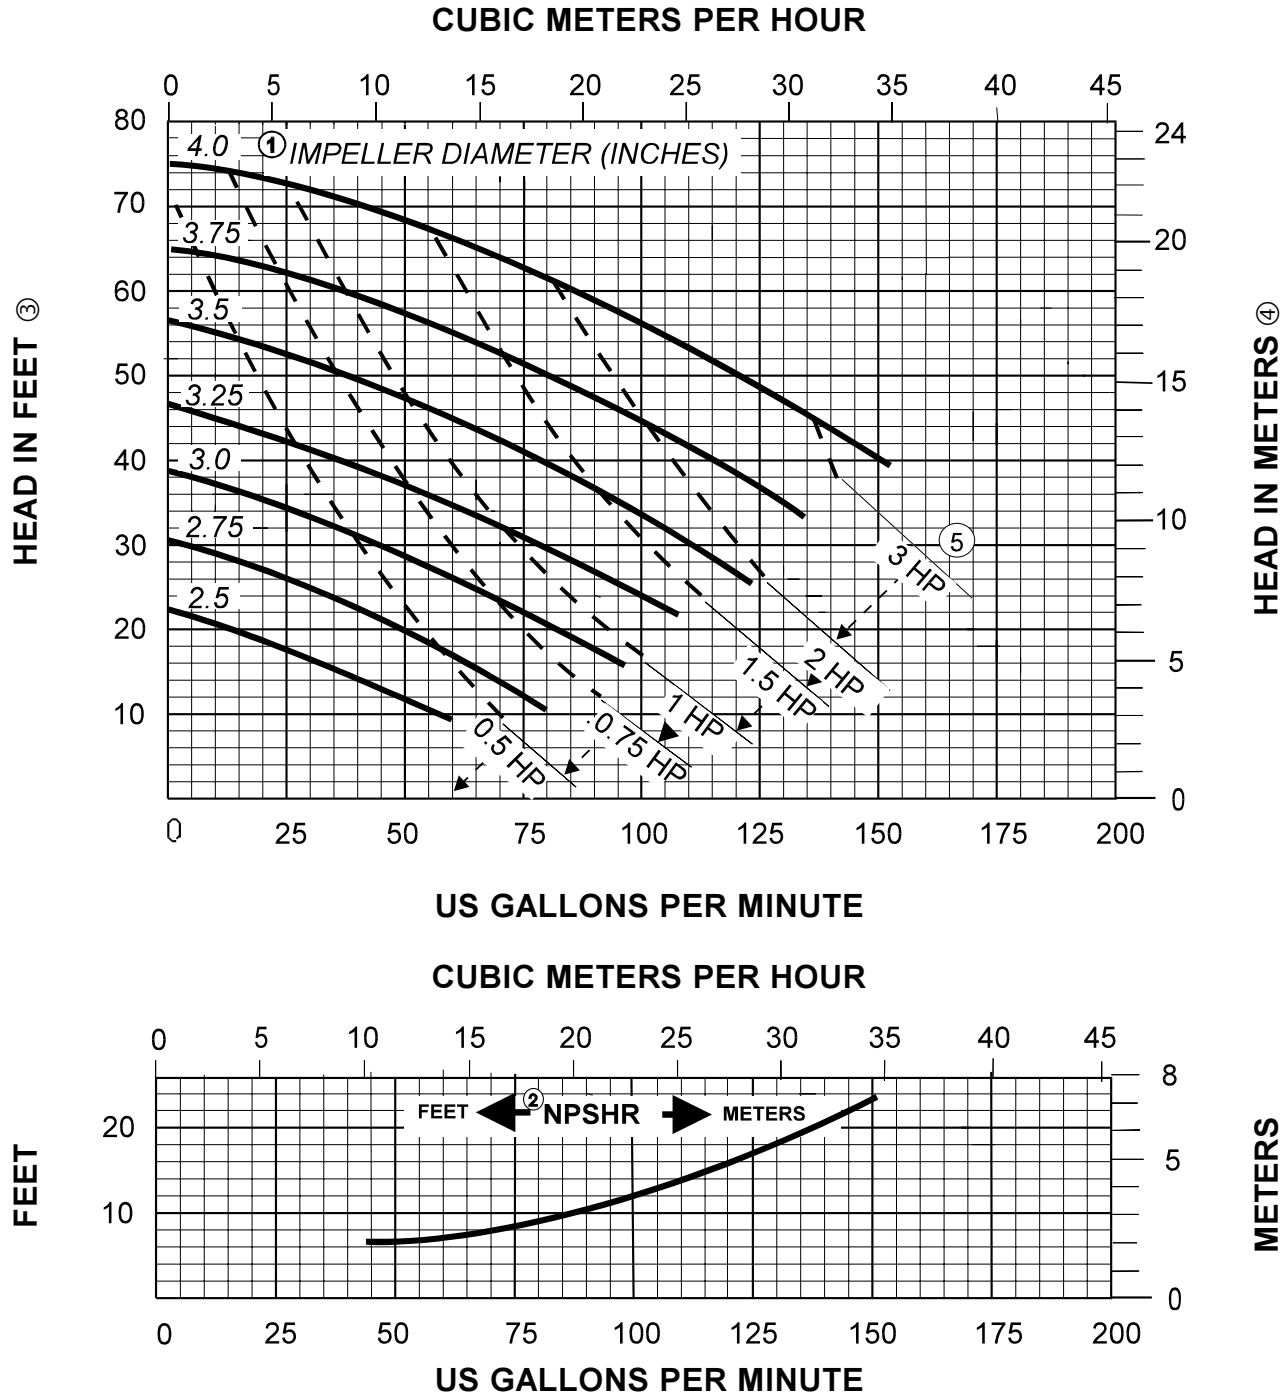 CUBIC METERS PER HOUR
0 5 10 15 20 25 30 35 40 45
80 24
4.0 ① IMPELLER DIAMETER (INCHES)
70
3.75 20
60
3.5
HEAD IN FEET ③
HEAD IN METERS ④
50 15
3.25
40
3.0
2.75 10
30 ⑤
3 HP
2.5
20
2 HP 5
1.5 HP
10 1 HP
0.75 HP
0.5 HP
0
0 25 50 75 100 125 150 175 200
US GALLONS PER MINUTE
CUBIC METERS PER HOUR
0 5 10 15 20 25 30 35 40 45
8
FEET ② NPSHR METERS
20
5
FEET
METERS
10
0
0 25 50 75 100 125 150 175 200
US GALLONS PER MINUTE